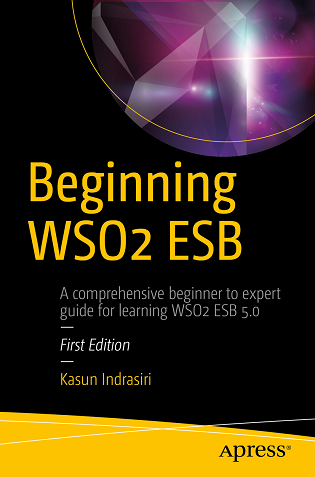 Beginning
WSO2 ESB
A comprehensive beginner to expert
guide for learning WSO2 ESB 5.0
—
First Edition
—
Kasun Indrasiri
Apress®